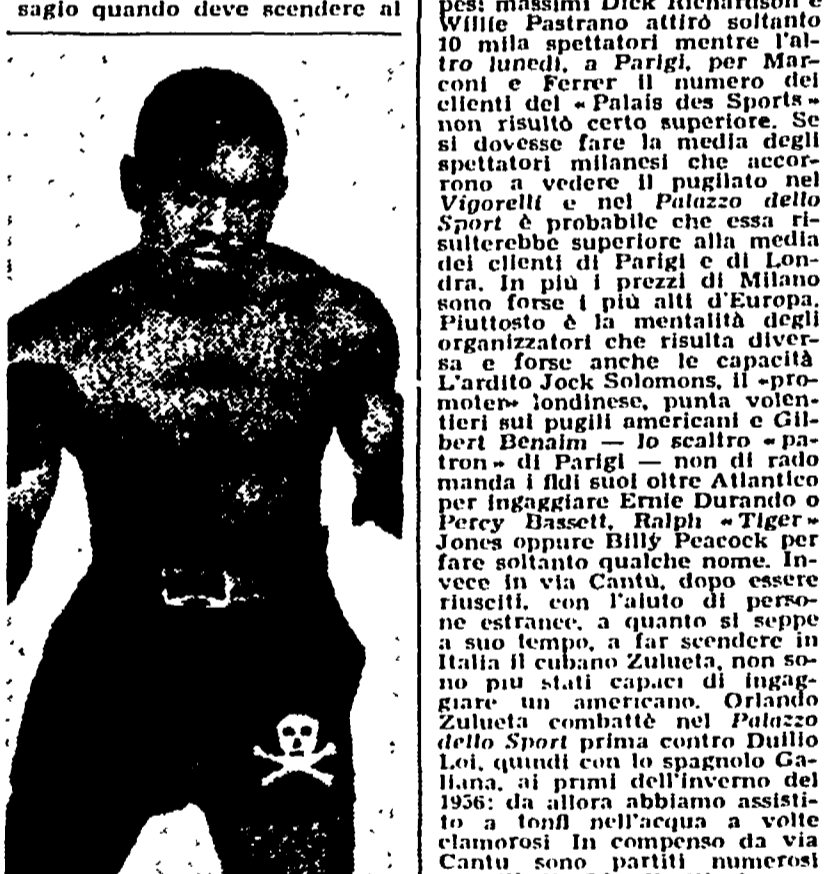 sagio quando deve scendere al
pesi massimi Dick Richardson e
Willie Pastrano attirò soltanto
10 mila spettatori mentre l'al-
tro lunedì, a Parigi, per Mar-
coni e Ferrer il numero dei
clienti del « Palais des Sports »
non risultò certo superiore. Se
si dovesse fare la media degli
spettatori milanesi che accor-
rono a vedere il pugilato nel
Vigorelli e nel Palazzo dello
Sport è probabile che essa ri-
sulterebbe superiore alla media
dei clienti di Parigi e di Lon-
dra. In più i prezzi di Milano
sono forse i più alti d'Europa.
Piuttosto è la mentalità degli
organizzatori che risulta diver-
sa e forse anche le capacità
L'ardito Jock Solomons, il «pro-
moter» londinese, punta volen-
tieri sui pugili americani e Gil-
bert Benaim — lo scaltro « pa-
tron » di Parigi — non di rado
manda i fidi suoi oltre Atlantico
per ingaggiare Ernie Durando o
Percy Bassett, Ralph « Tiger »
Jones oppure Billy Peacock per
fare soltanto qualche nome. In-
vece in via Cantù, dopo essere
riusciti, con l'aiuto di perso-
ne estranee, a quanto si seppe
a suo tempo, a far scendere in
Italia il cubano Zulueta, non so-
no più stati capaci di ingag-
giare un americano. Orlando
Zulueta combattè nel Palazzo
dello Sport prima contro Duilio
Loi, quindi con lo spagnolo Ga-
liana, ai primi dell'inverno del
1956: da allora abbiamo assisti-
to a tonfi nell'acqua a volte
clamorosi In compenso da via
Cantù sono partiti numerosi